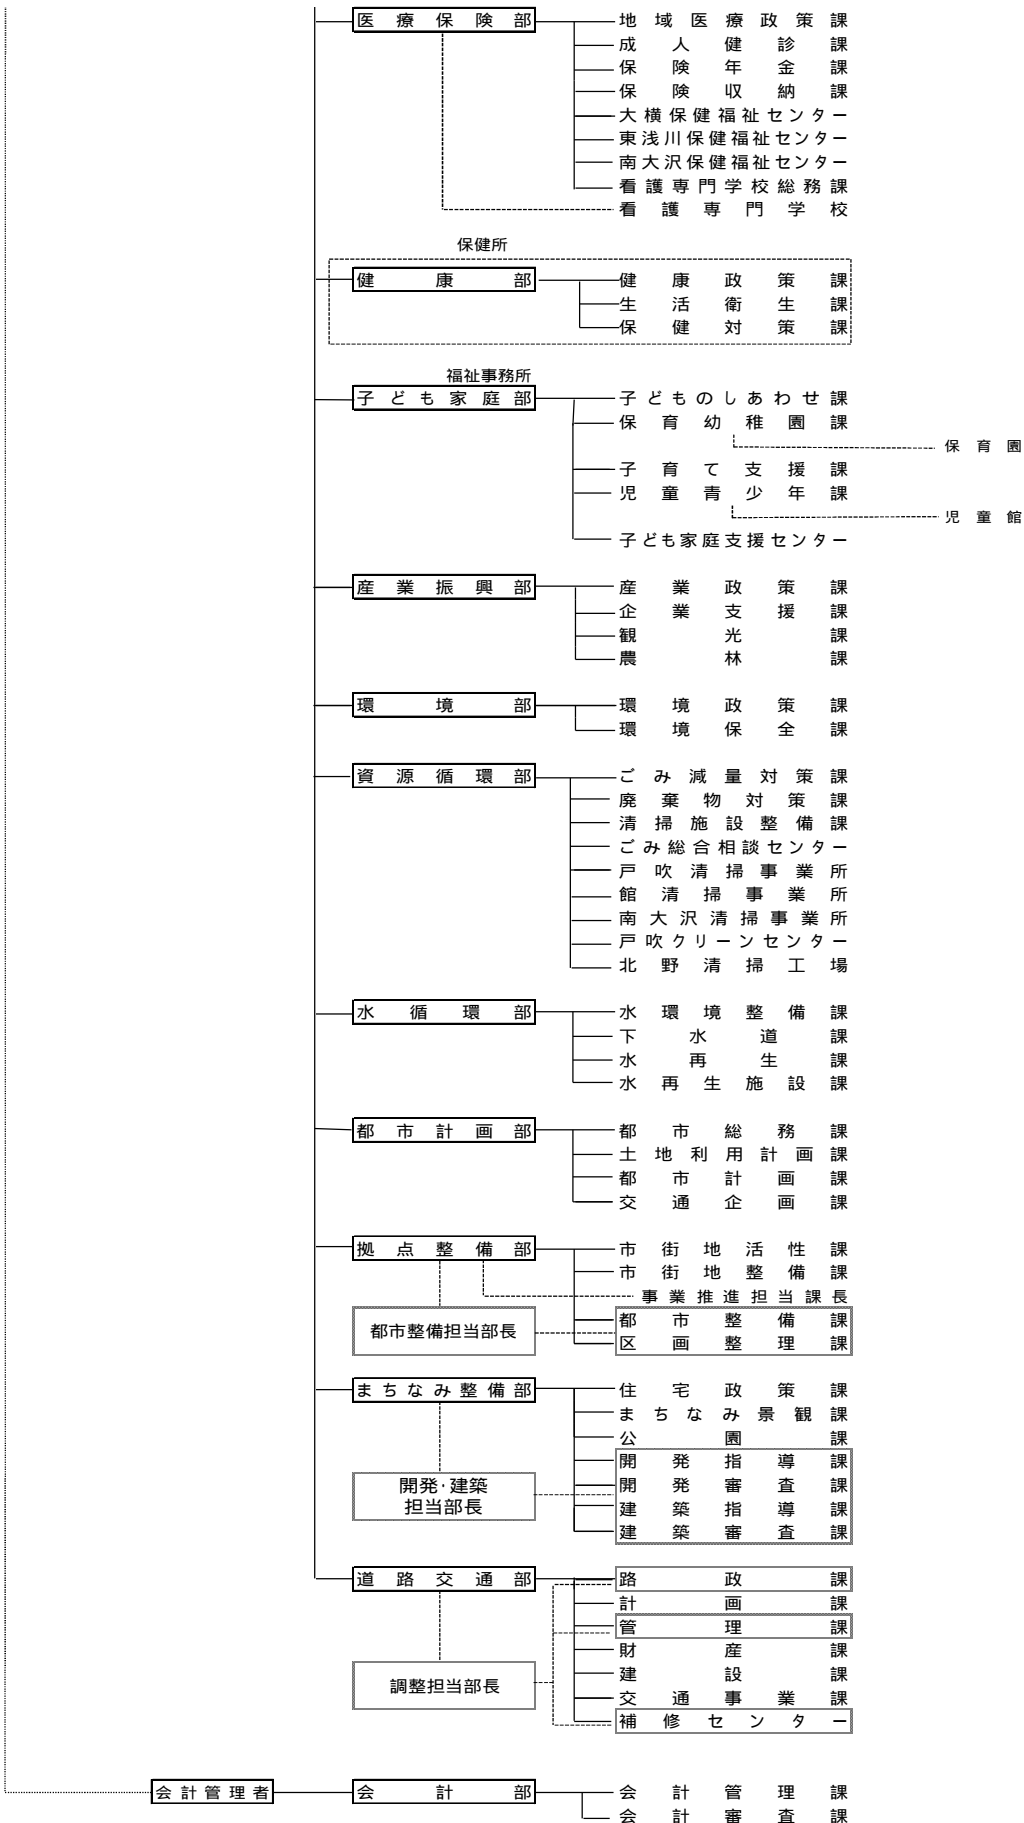 医療保険部 地域医療政策課
成人健診課
保険年金課
保険収納課
大横保健福祉センター
東浅川保健福祉センター
南大沢保健福祉センター
看護専門学校総務課
看護専門学校
保健所
健康部 健康政策課
生活衛生課
保健対策課
福祉事務所
子ども家庭部 子どものしあわせ課
保育幼稚園課
保育園
子育て支援課
児童青少年課
児童館
子ども家庭支援センター
産業振興部 産業政策課
企業支援課
観光課
農林課
環境部 環境政策課
環境保全課
資源循環部 ごみ減量対策課
廃棄物対策課
清掃施設整備課
ごみ総合相談センター
戸吹清掃事業所
館清掃事業所
南大沢清掃事業所
戸吹クリーンセンター
北野清掃工場
水循環部 水環境整備課
下水道課
水再生課
水再生施設課
都市計画部 都市総務課
土地利用計画課
都市計画課
交通企画課
拠点整備部 市街地活性課
市街地整備課
事業推進担当課長
都市整備課
都市整備担当部長
区画整理課
まちなみ整備部 住宅政策課
まちなみ景観課
公園課
開発指導課
開発・建築 開発審査課
担当部長 建築指導課
建築審査課
道路交通部 路政課
計画課
管理課
財産課
建設課
調整担当部長
交通事業課
補修センター
会計管理者 会計部 会計管理課
会計審査課